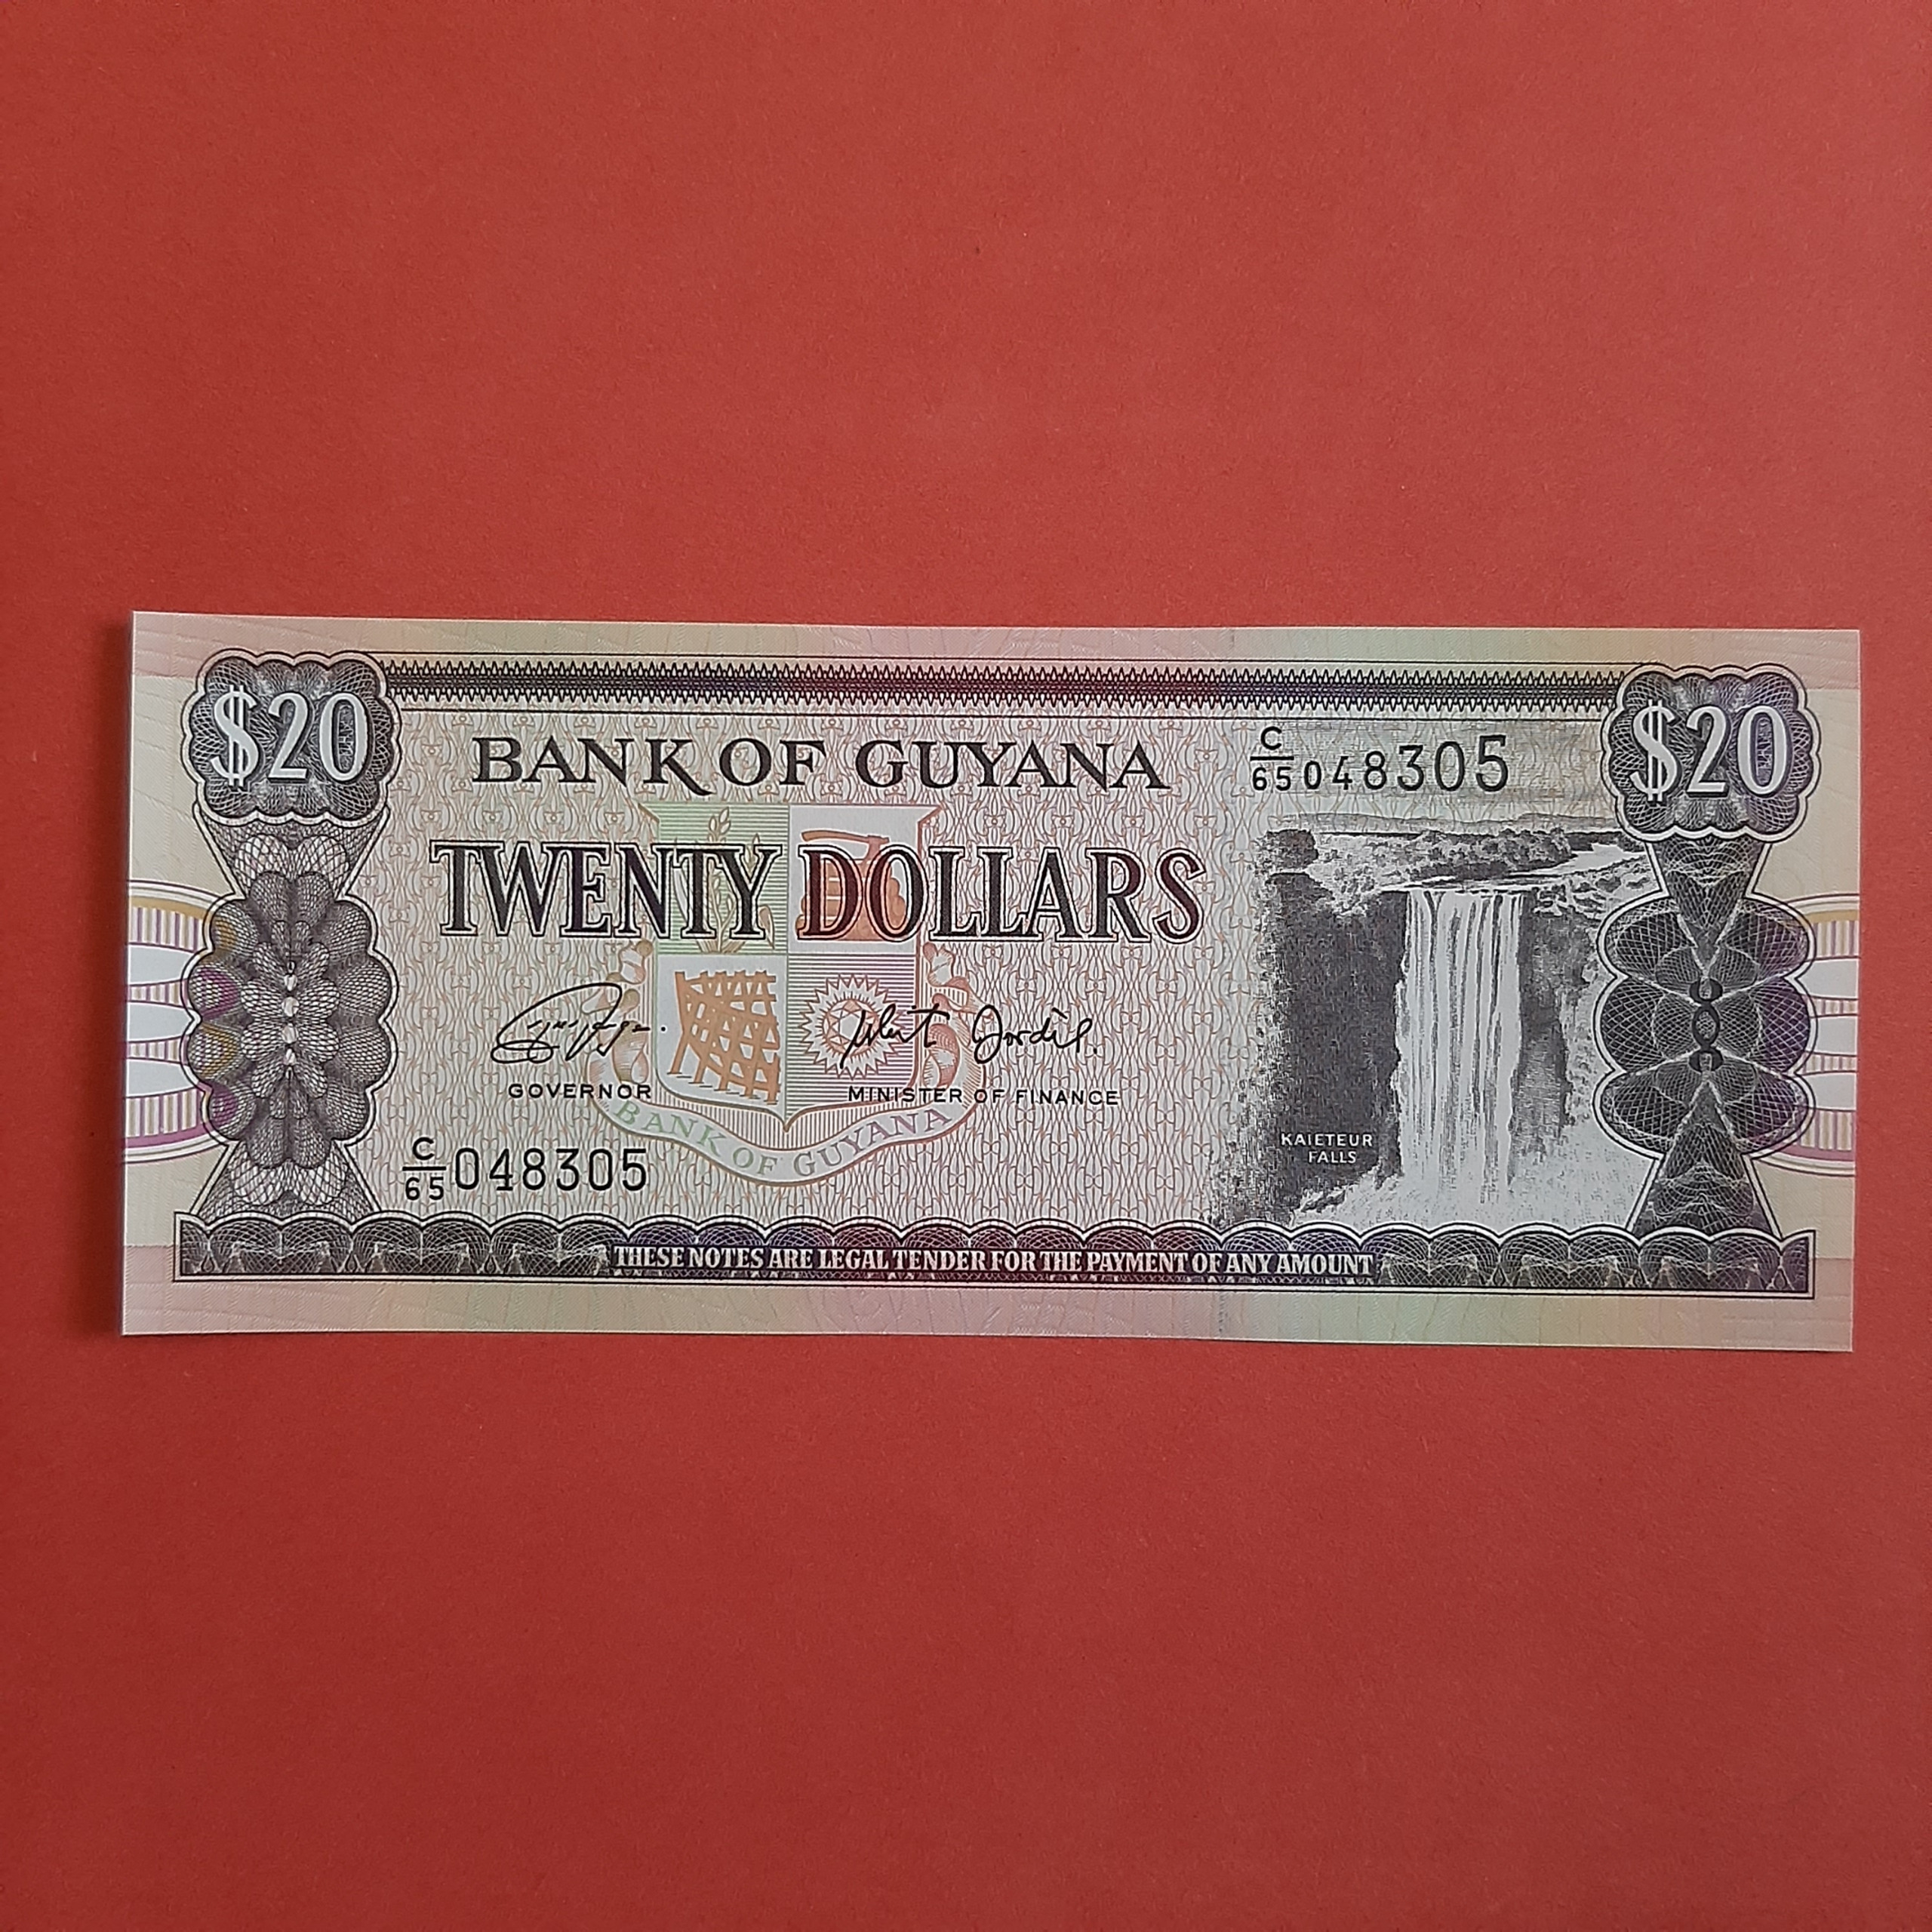 $20
$20
BANK OF GUYANA
C/65 048305
TWENTY DOLLARS
GOVERNOR
MINISTER OF FINANCE
BANK OF GUYANA
KAIETEUR
FALLS
C/65 048305
THESE NOTES ARE LEGAL TENDER FOR THE PAYMENT OF ANY AMOUNT